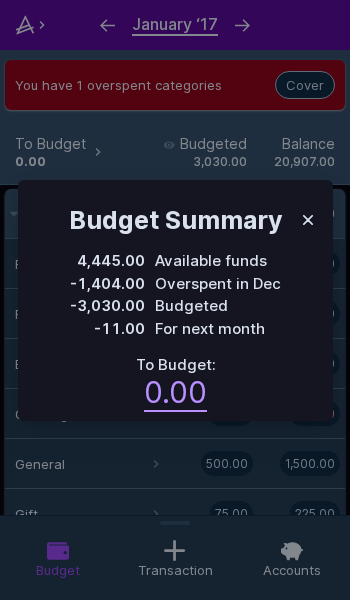 January ‘17
You have 1 overspent categories
Cover
To Budget
Budgeted
Balance
0.00
3,030.00
20,907.00
Budget Summary
4,445.00 Available funds
-1,404.00 Overspent in Dec
-3,030.00 Budgeted
-11.00 For next month
To Budget:
0.00
General 500.00 1,500.00
Gift 75.00 225.00
Budget
Transaction
Accounts